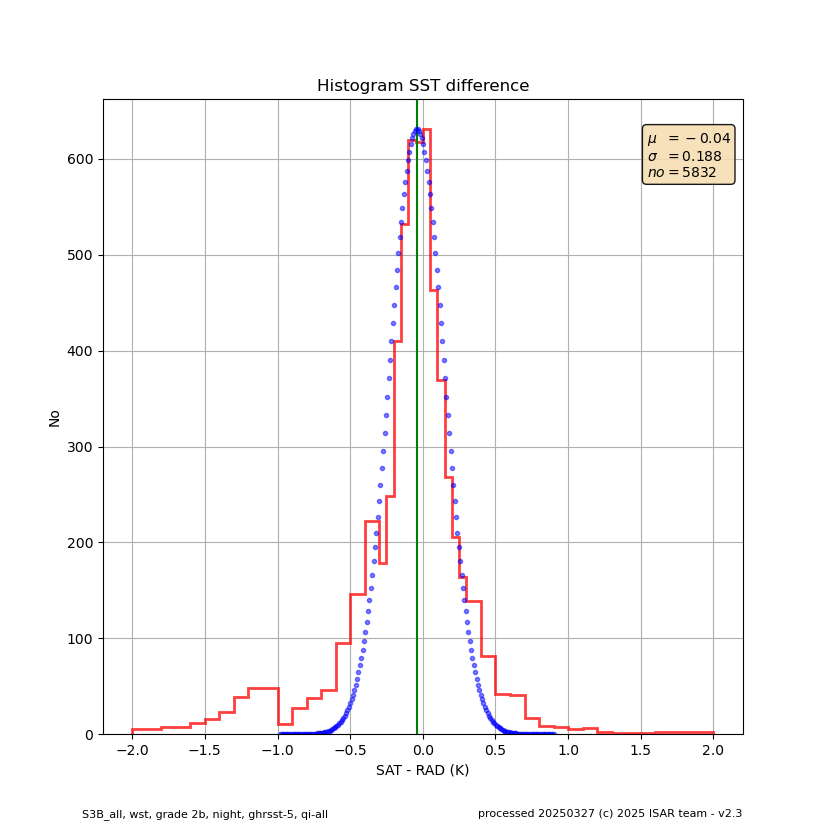 Histogram SST difference
μ = −0.04
σ = 0.188
no = 5832
600
500
400
300
200
100
0
No
−2.0 −1.5 −1.0 −0.5 0.0 0.5 1.0 1.5 2.0
SAT - RAD (K)
S3B_all, wst, grade 2b, night, ghrsst-5, qi-all
processed 20250327 (c) 2025 ISAR team - v2.3